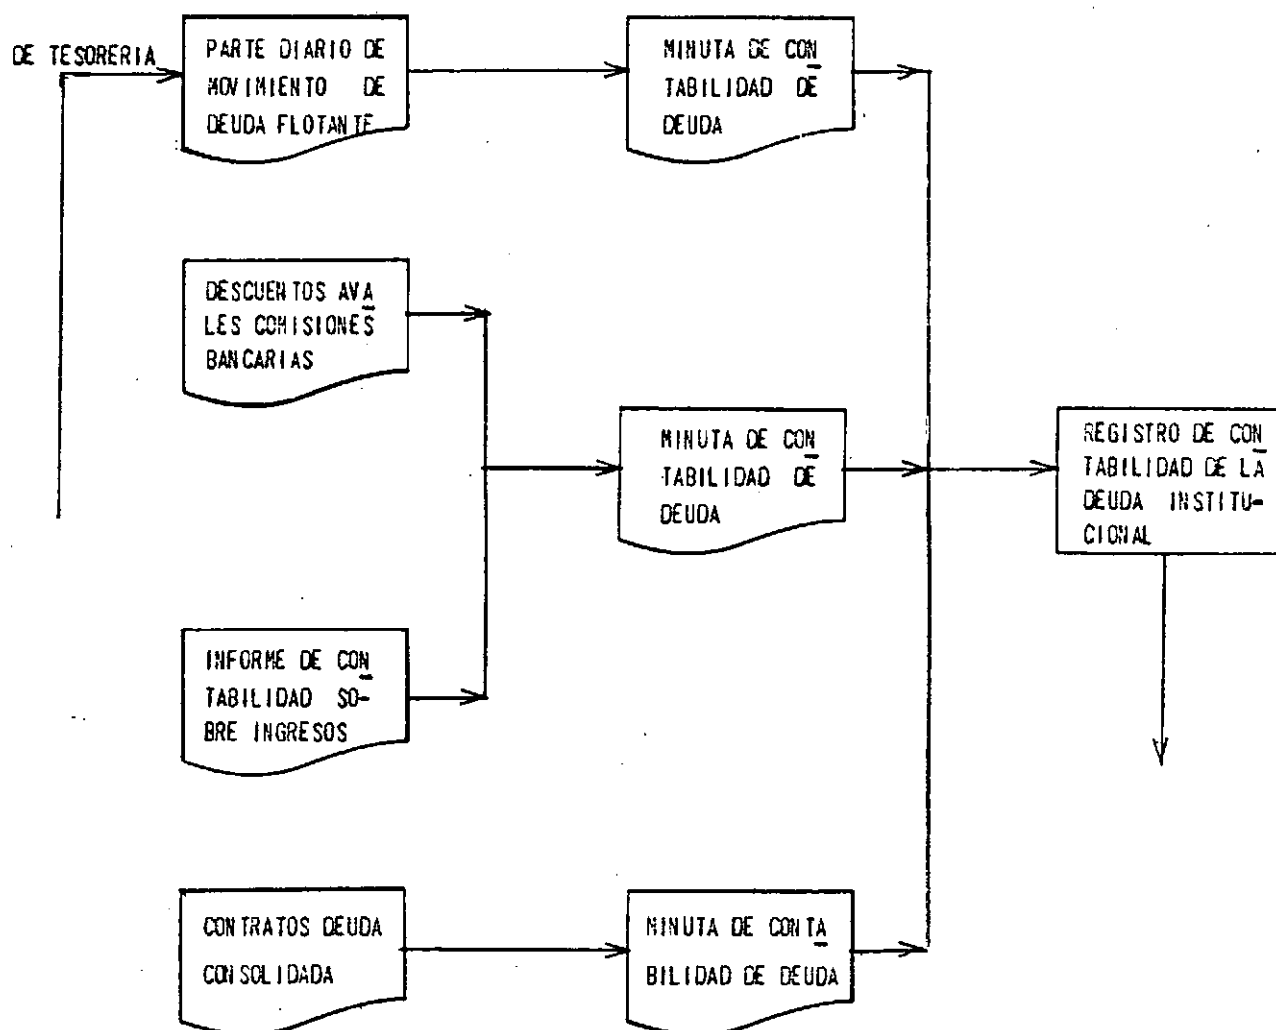 DE TESORERIA
PARTE DIARIO DE
MOVIMIENTO DE
DEUDA FLOTANTE
MINUTA DE CON
TABILIDAD DE
DEUDA
DESCUENTOS AVA
LES COMISIONES
BANCARIAS
MINUTA DE CON
TABILIDAD DE
DEUDA
REGISTRO DE CON
TABILIDAD DE LA
DEUDA INSTITU-
CIONAL
INFORME DE CON
TABILIDAD SO-
BRE INGRESOS
CONTRATOS DEUDA
CONSOLIDADA
MINUTA DE CONTA
BILIDAD DE DEUDA